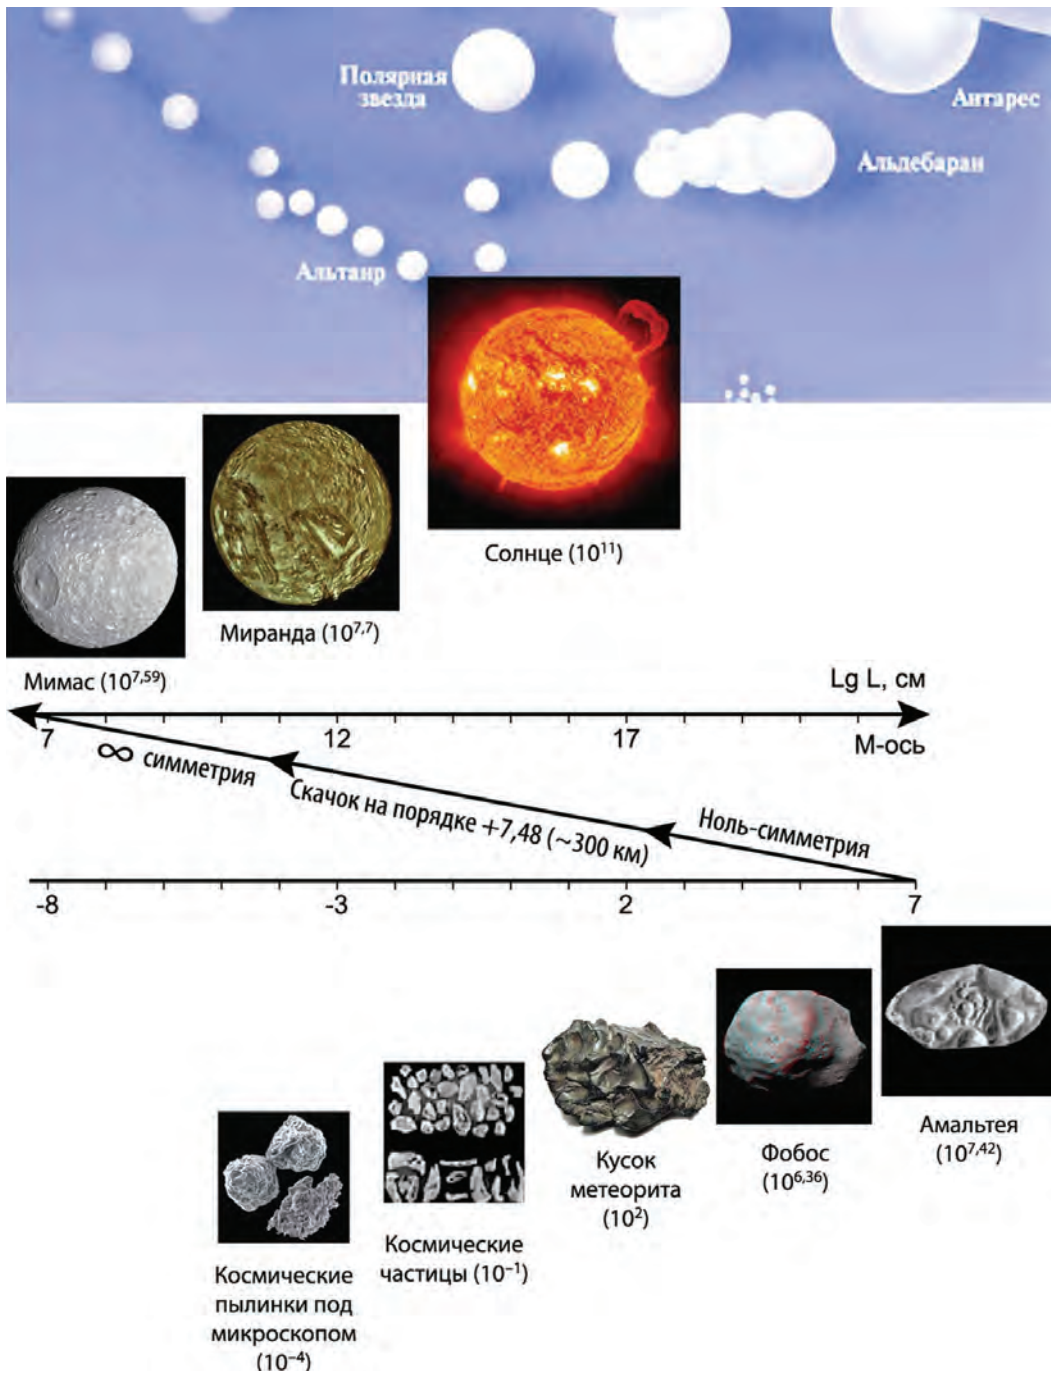 Полярная
звезда
Антарес
Альдебаран
Альтаир
Солнце (10¹¹)
Миранда (10⁷,⁷)
Мимас (10⁷,⁵⁹)
Lg L, см
7 12 17
М-ось
∞ симметрия
Скачок на порядке +7,48 (~300 км)
Ноль-симметрия
-8 -3 2 7
Амальтея
(10⁷,⁴²)
Фобос
(10⁶,³⁶)
Кусок
метеорита
(10²)
Космические
частицы (10⁻¹)
Космические
пылинки под
микроскопом
(10⁻⁴)